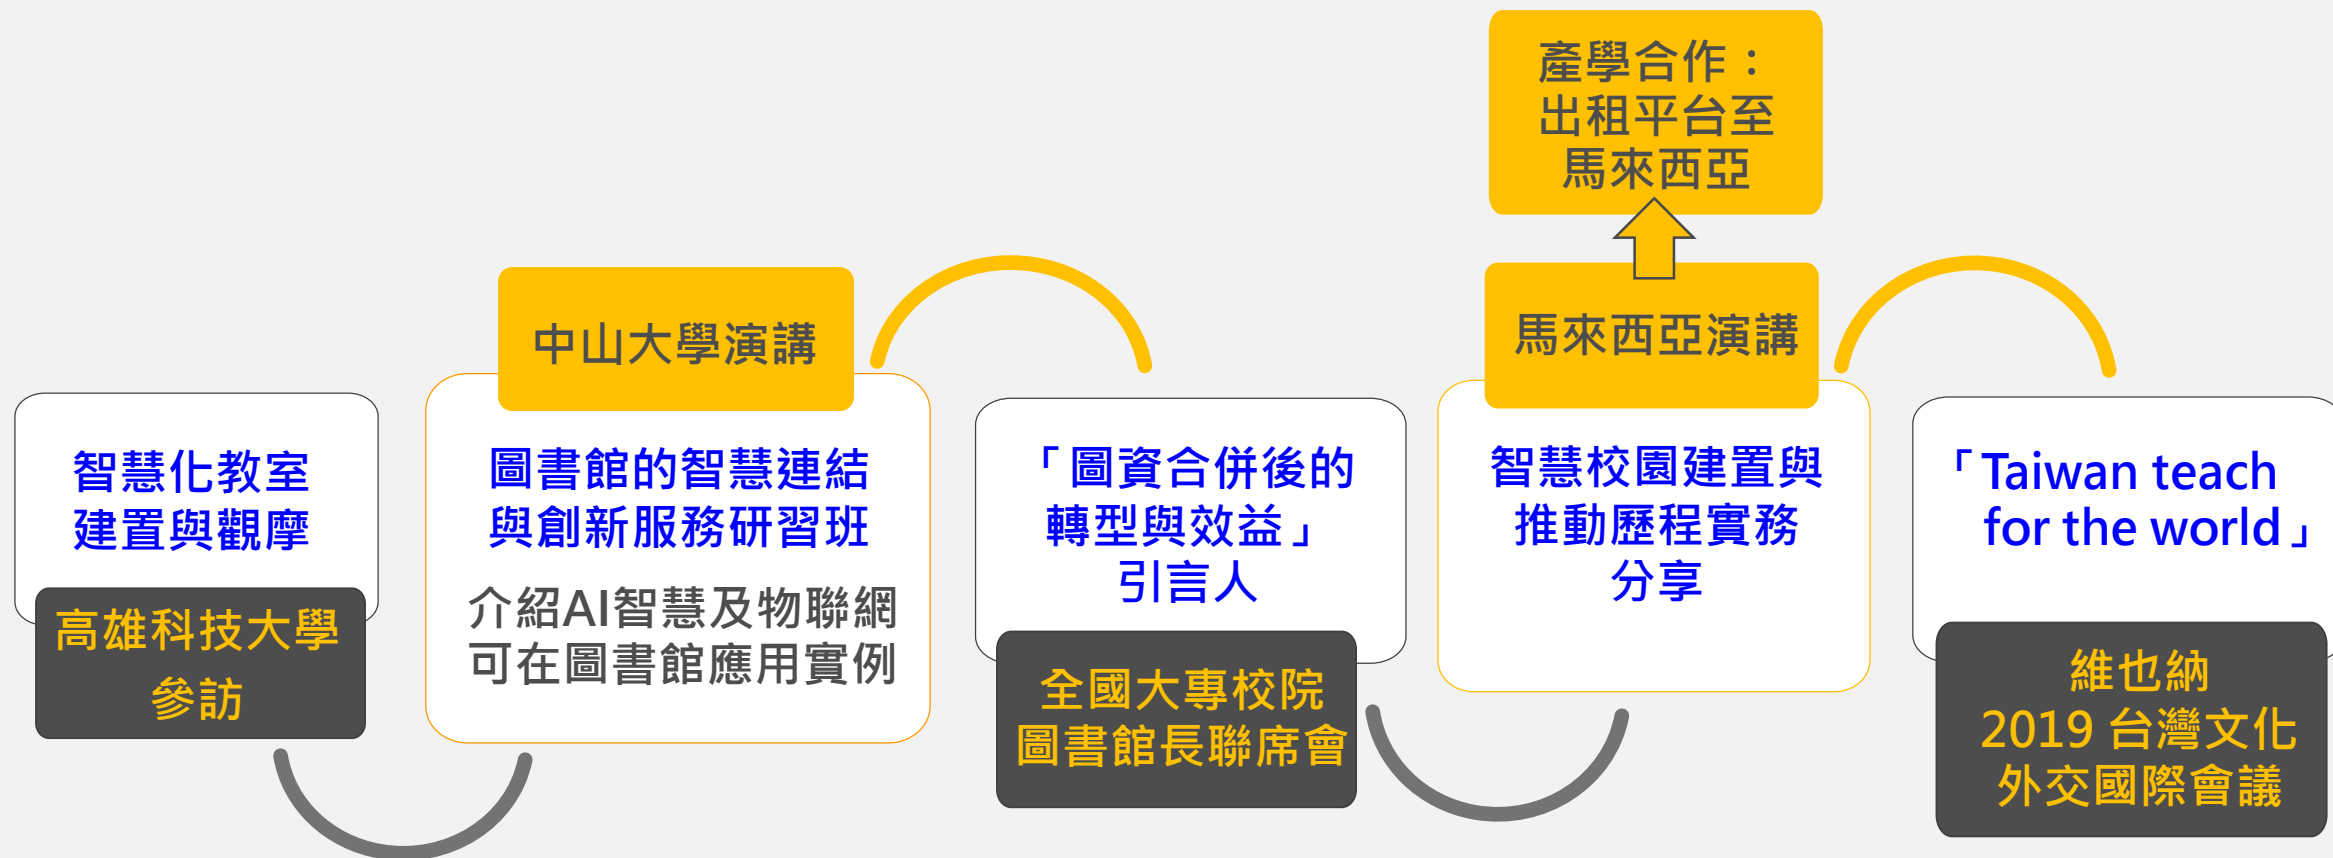 智慧化教室
建置與觀摩
高雄科技大學
參訪
中山大學演講
圖書館的智慧連結
與創新服務研習班
介紹AI智慧及物聯網
可在圖書館應用實例
「圖資合併後的
轉型與效益」
引言人
全國大專校院
圖書館長聯席會
產學合作：
出租平台至
馬來西亞
馬來西亞演講
智慧校園建置與
推動歷程實務
分享
「Taiwan teach
for the world」
維也納
2019 台灣文化
外交國際會議